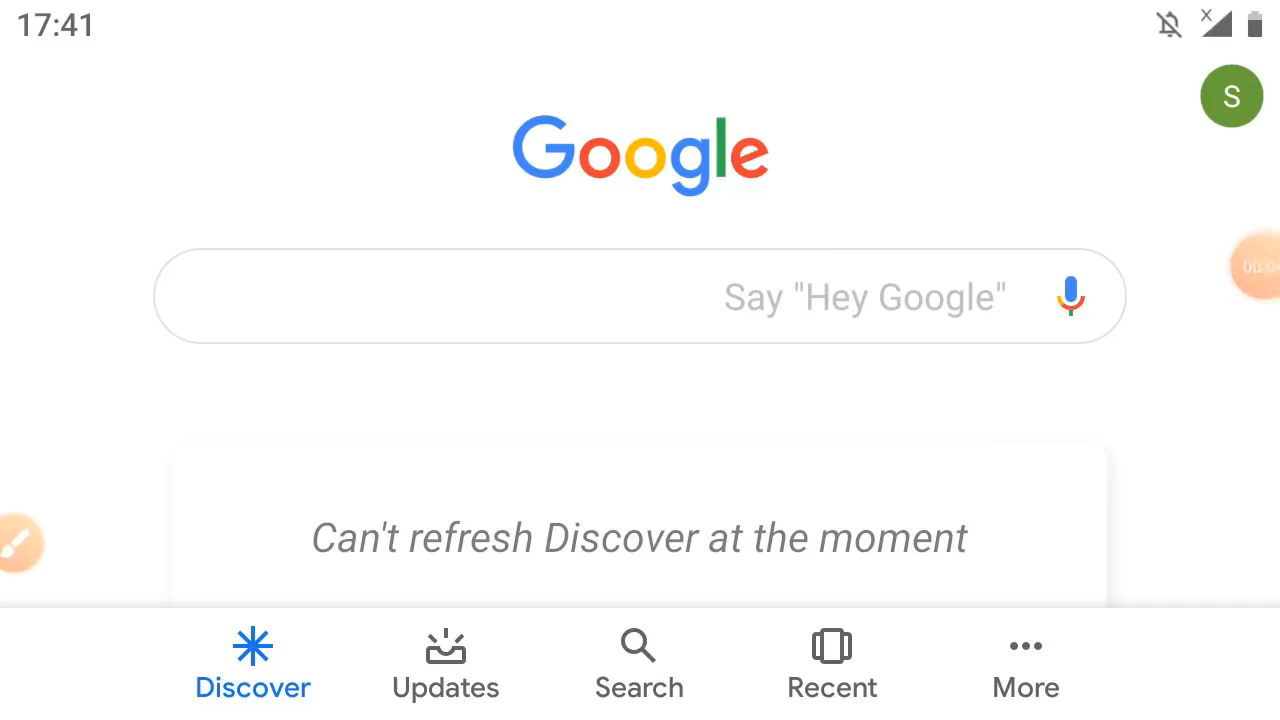 17:41
S
Google
Say "Hey Google"
Can't refresh Discover at the moment
Discover Updates Search Recent More